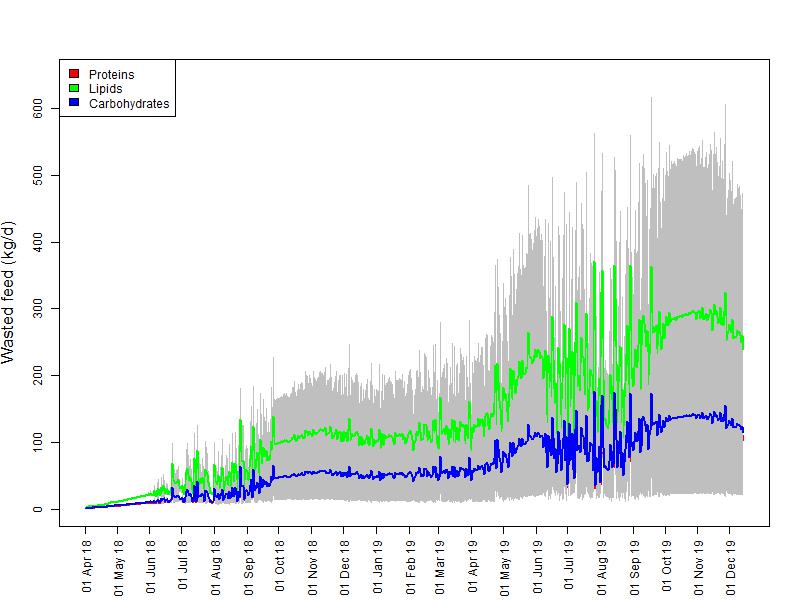 Proteins
Lipids
Carbohydrates
Wasted feed (kg/d)
600
500
400
300
200
100
0
01 Apr 18
01 May 18
01 Jun 18
01 Jul 18
01 Aug 18
01 Sep 18
01 Oct 18
01 Nov 18
01 Dec 18
01 Jan 19
01 Feb 19
01 Mar 19
01 Apr 19
01 May 19
01 Jun 19
01 Jul 19
01 Aug 19
01 Sep 19
01 Oct 19
01 Nov 19
01 Dec 19